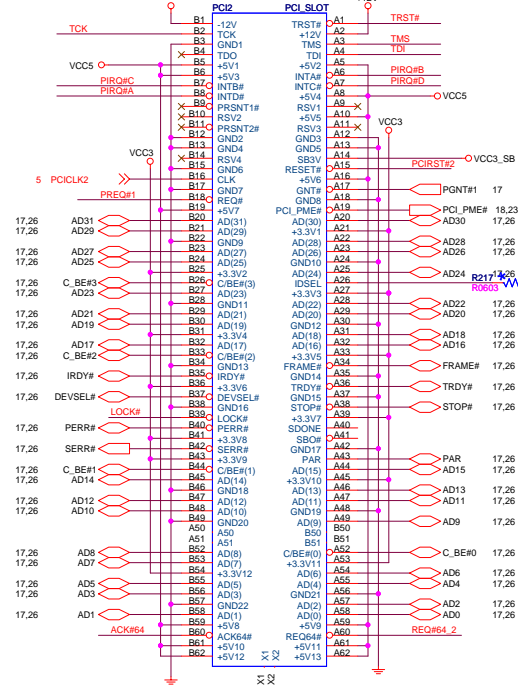 PCI2 PCI_SLOT
B1 -12V TRST# A1 TRST#
TCK B2 TCK +12V A2
B3 GND1 TMS A3 TMS
B4 TDO TDI A4 TDI
VCC5 B5 +5V1 +5V2 A5
B6 +5V3 INTA# A6 PIRQ#B
PIRQ#C B7 INTB# INTC# A7 PIRQ#D
PIRQ#A B8 INTD# +5V4 A8 VCC5
B9 PRSNT1# RSV1 A9
B10 RSV2 +5V5 A10
B11 PRSNT2# RSV3 A11
VCC3
B12 GND2 GND3 A12
B13 GND4 GND5 A13
VCC3 B14 RSV4 SB3V A14 VCC3_SB
B15 GND6 RESET# A15 PCIRST#2
5 PCICLK2 B16 CLK +5V6 A16
B17 GND7 GNT# A17 PGNT#1 17
PREQ#1 B18 REQ# GND8 A18
B19 +5V7 PCI_PME# A19 PCI_PME# 18,23
17,26 AD31 B20 AD(31) AD(30) A20 AD30 17,26
17,26 AD29 B21 AD(29) +3.3V1 A21
B22 GND9 AD(28) A22 AD28 17,26
17,26 AD27 B23 AD(27) AD(26) A23 AD26 17,26
17,26 AD25 B24 AD(25) GND10 A24
B25 +3.3V2 AD(24) A25 AD24 17,26
17,26 C_BE#3 B26 C/BE#(3) IDSEL A26 R217
R0603
17,26 AD23 B27 AD(23) +3.3V3 A27
B28 GND11 AD(22) A28 AD22 17,26
17,26 AD21 B29 AD(21) AD(20) A29 AD20 17,26
17,26 AD19 B30 AD(19) GND12 A30
B31 +3.3V4 AD(18) A31 AD18 17,26
17,26 AD17 B32 AD(17) AD(16) A32 AD16 17,26
17,26 C_BE#2 B33 C/BE#(2) +3.3V5 A33
B34 GND13 FRAME# A34 FRAME# 17,26
17,26 IRDY# B35 IRDY# GND14 A35
B36 +3.3V6 TRDY# A36 TRDY# 17,26
17,26 DEVSEL# B37 DEVSEL# GND15 A37
B38 GND16 STOP# A38 STOP# 17,26
LOCK# B39 LOCK# +3.3V7 A39
17,26 PERR# B40 PERR# SDONE A40
B41 +3.3V8 SBO# A41
17,26 SERR# B42 SERR# GND17 A42
B43 +3.3V9 PAR A43 PAR 17,26
17,26 C_BE#1 B44 C/BE#(1) AD(15) A44 AD15 17,26
17,26 AD14 B45 AD(14) +3.3V10 A45
B46 GND18 AD(13) A46 AD13 17,26
17,26 AD12 B47 AD(12) AD(11) A47 AD11 17,26
17,26 AD10 B48 AD(10) GND19 A48
B49 GND20 AD(9) A49 AD9 17,26
A50 A50 B50 B50
A51 A51 B51 B51
17,26 AD8 B52 AD(8) C/BE#(0) A52 C_BE#0 17,26
17,26 AD7 B53 AD(7) +3.3V11 A53
B54 +3.3V12 AD(6) A54 AD6 17,26
17,26 AD5 B55 AD(5) AD(4) A55 AD4 17,26
17,26 AD3 B56 AD(3) GND21 A56
B57 GND22 AD(2) A57 AD2 17,26
17,26 AD1 B58 AD(1) AD(0) A58 AD0 17,26
B59 +5V8 +5V9 A59
ACK#64 B60 ACK64# REQ64# A60 REQ#64_2
B61 +5V10 +5V11 A61
B62 +5V12 +5V13 A62
X1 X2
X1 X2